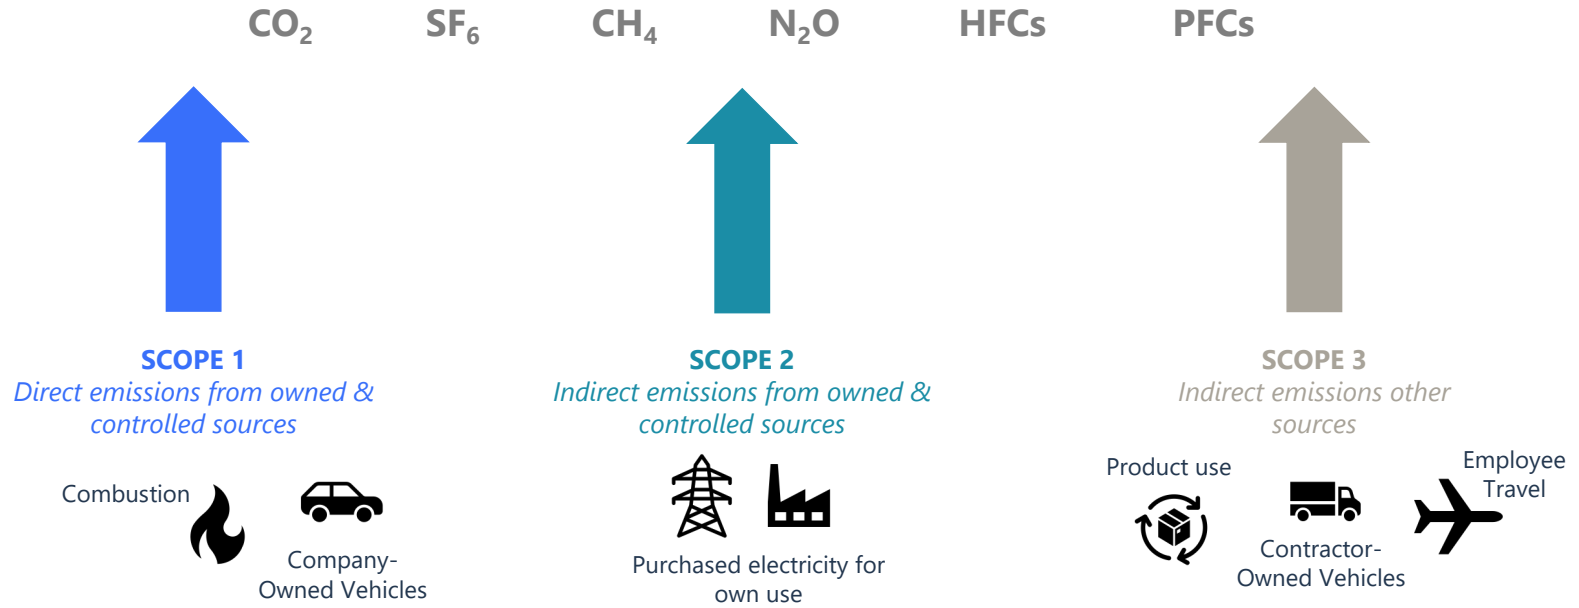 CO₂ SF₆ CH₄ N₂O HFCs PFCs
SCOPE 1
Direct emissions from owned &
controlled sources
Combustion
Company-
Owned Vehicles
SCOPE 2
Indirect emissions from owned &
controlled sources
Purchased electricity for
own use
SCOPE 3
Indirect emissions other
sources
Product use
Contractor-
Owned Vehicles
Employee
Travel